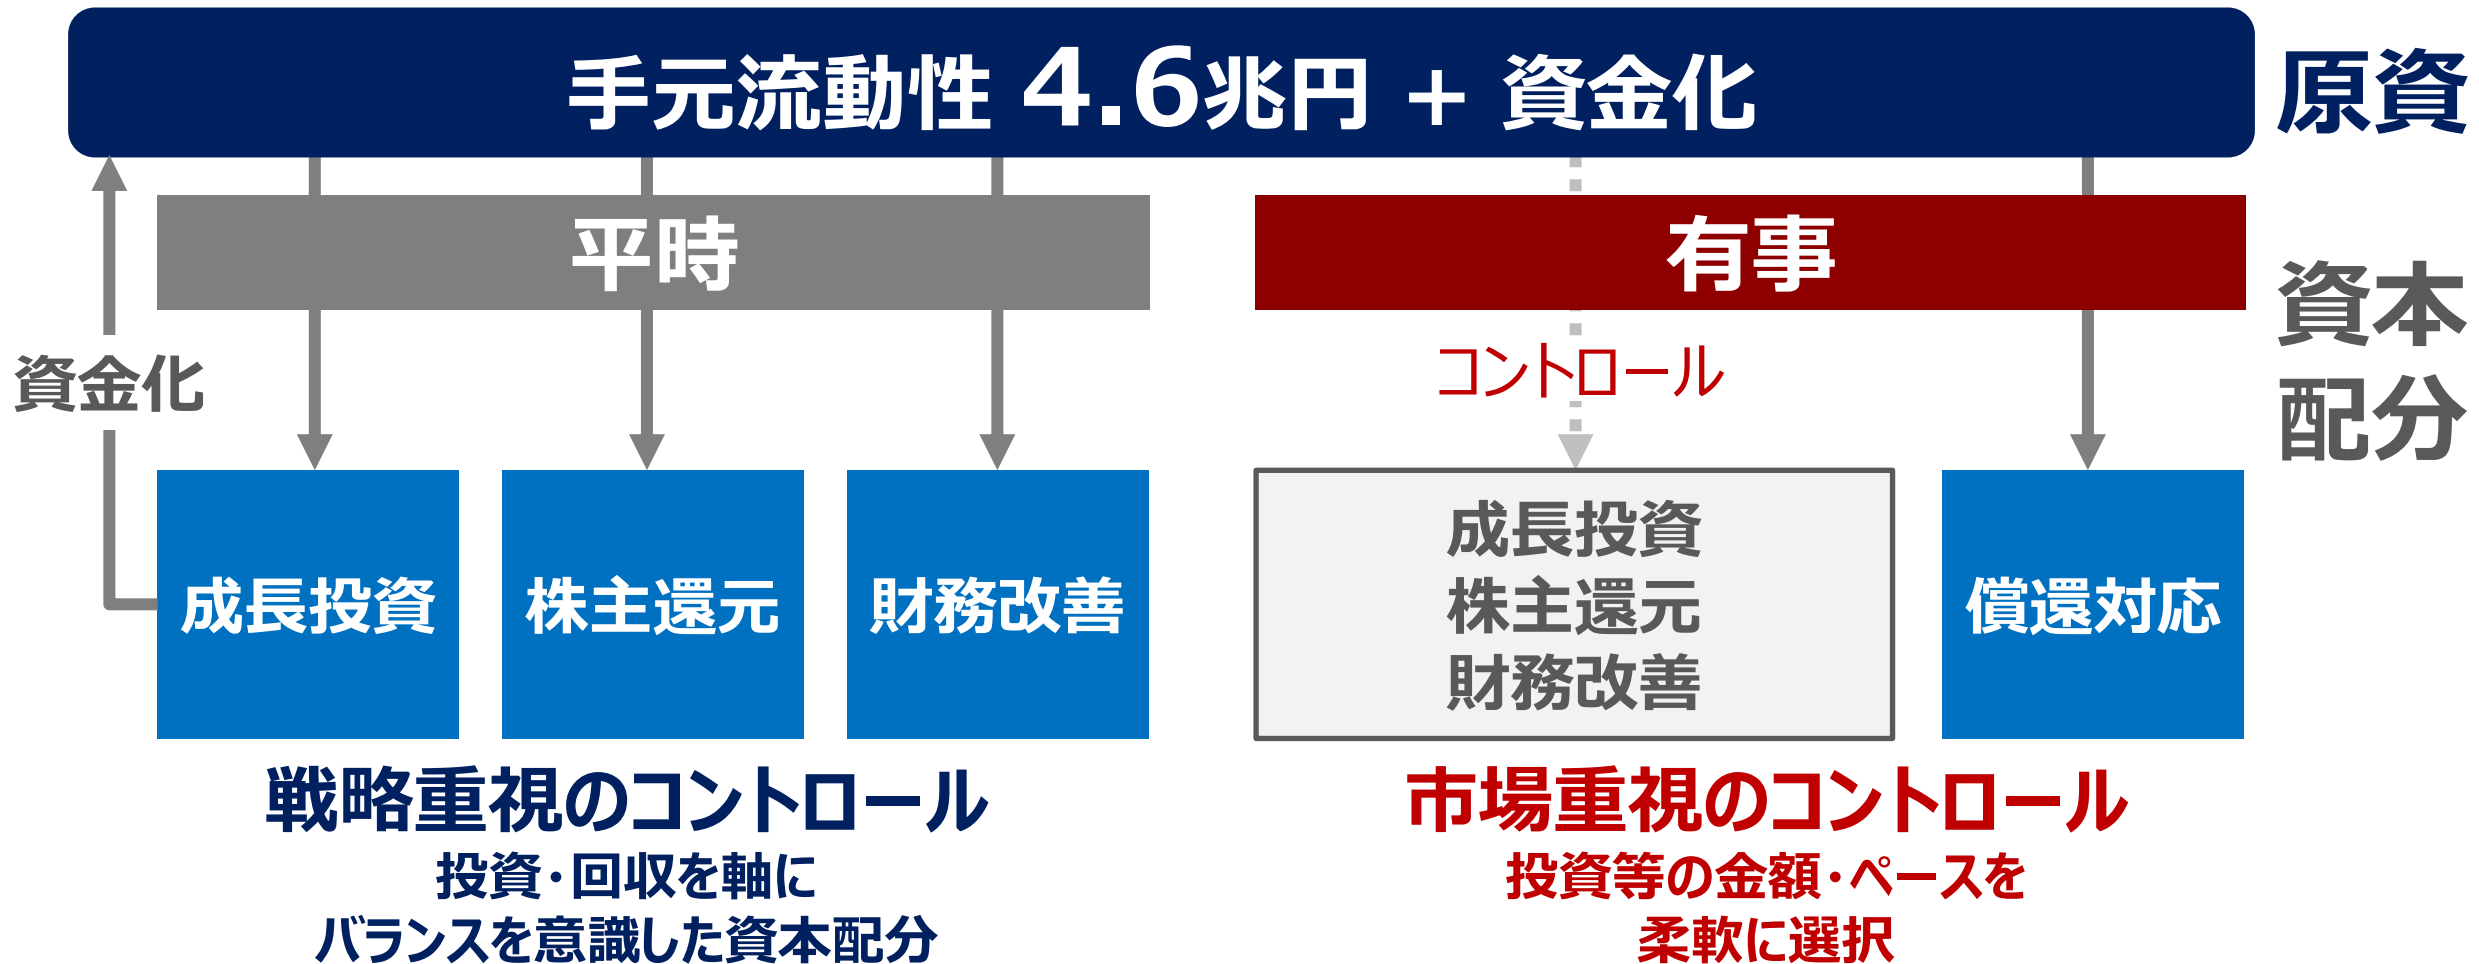 手元流動性 4.6兆円 + 資金化
原資
平時
有事
資本
配分
コントロール
資金化
成長投資
株主還元
財務改善
成長投資
株主還元
財務改善
償還対応
戦略重視のコントロール
投資・回収を軸に
バランスを意識した資本配分
市場重視のコントロール
投資等の金額・ペースを
柔軟に選択